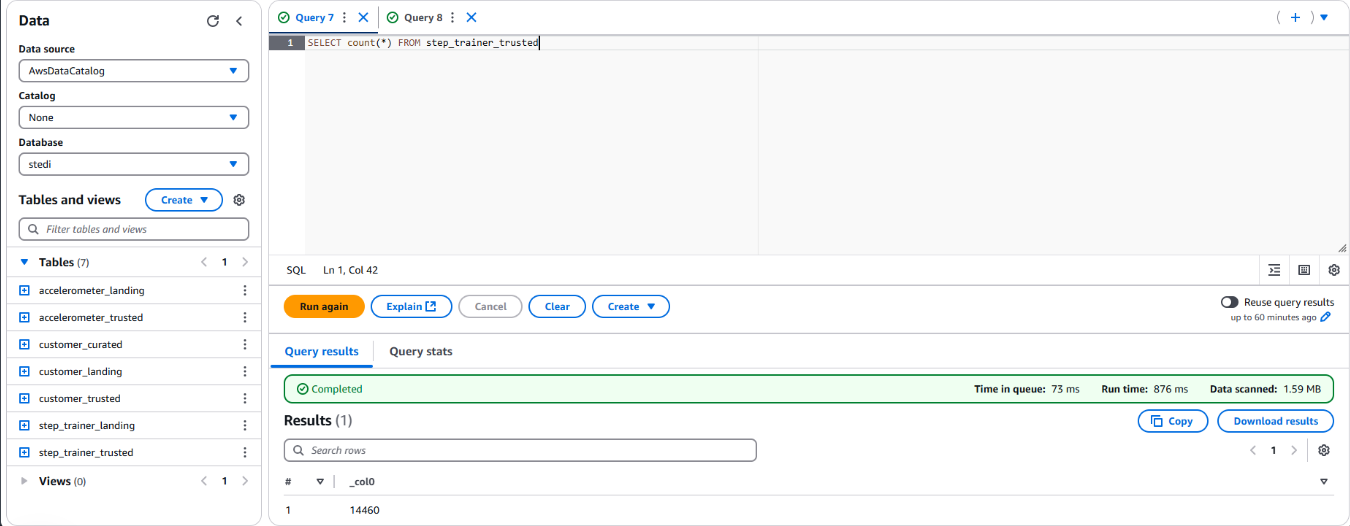 Data
Data source
AwsDataCatalog
Catalog
None
Database
stedi
Tables and views
Create
Filter tables and views
Tables (7)
1
accelerometer_landing
accelerometer_trusted
customer_curated
customer_landing
customer_trusted
step_trainer_landing
step_trainer_trusted
Views (0)
1
Query 7
Query 8
1 SELECT count(*) FROM step_trainer_trusted
SQL Ln 1, Col 42
Run again Explain Cancel Clear Create
Reuse query results
up to 60 minutes ago
Query results Query stats
Completed Time in queue: 73 ms Run time: 876 ms Data scanned: 1.59 MB
Results (1) Copy Download results
Search rows
1
# _col0
1 14460